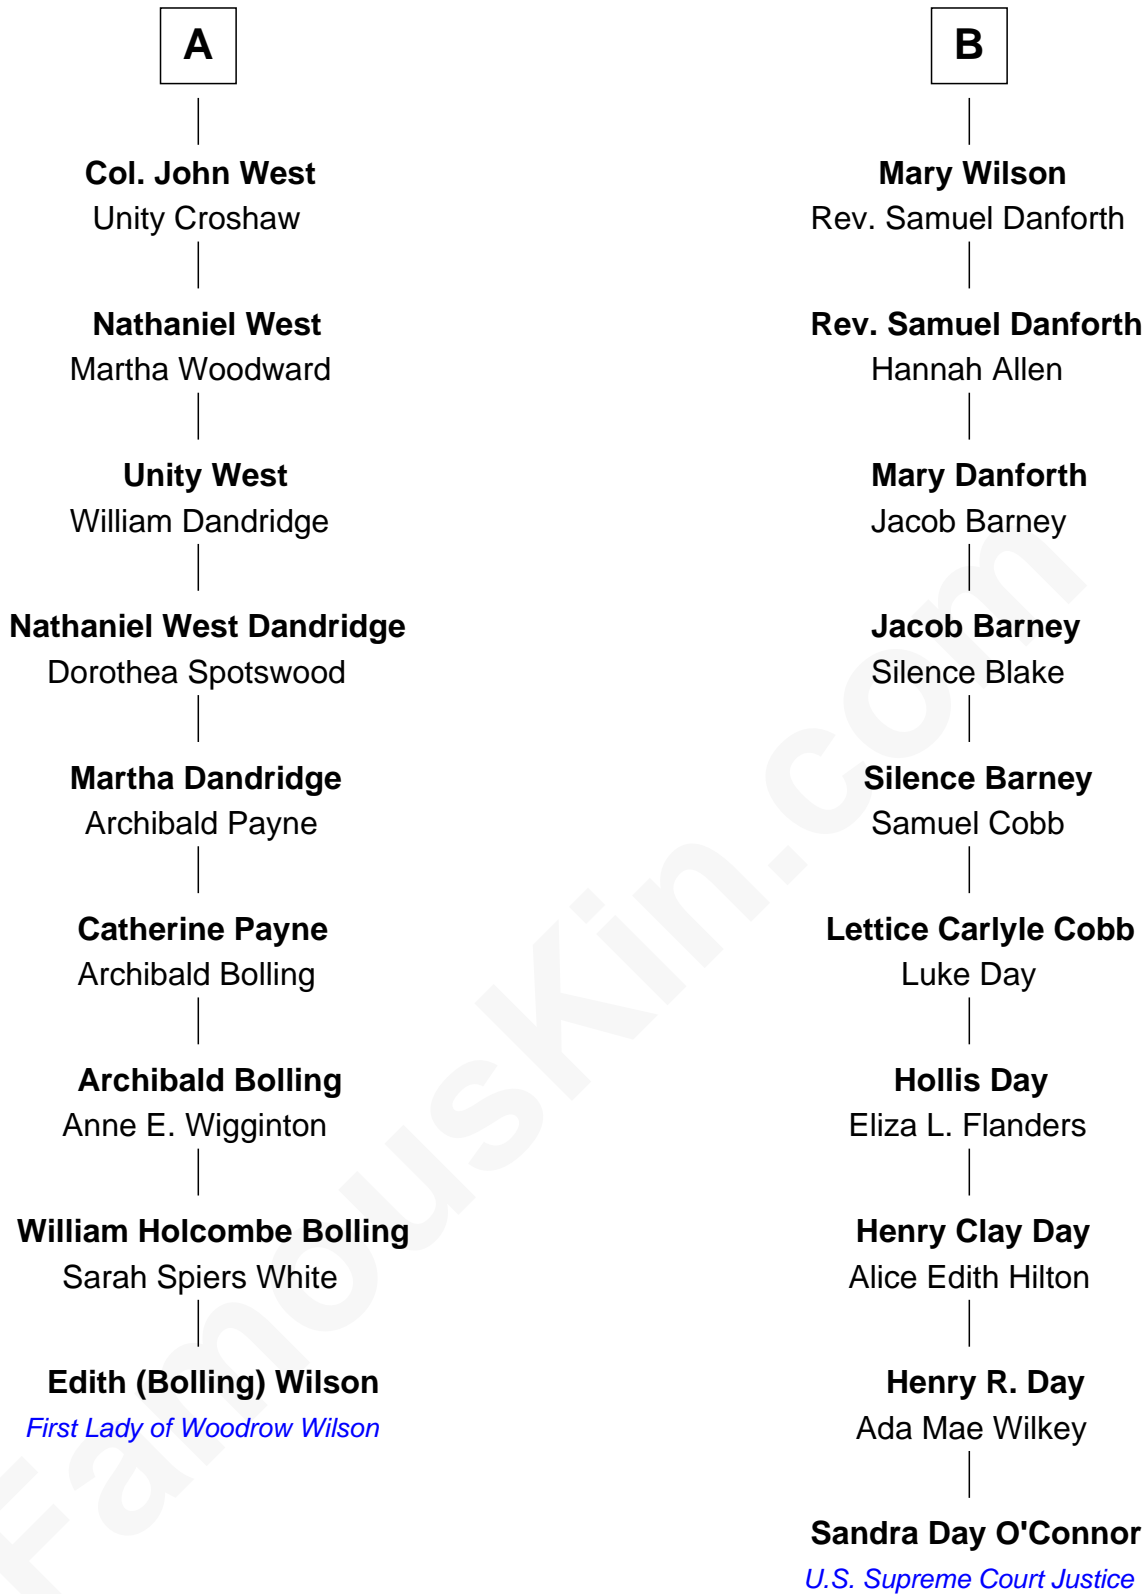 A
Col. John West
Unity Croshaw
Nathaniel West
Martha Woodward
Unity West
William Dandridge
Nathaniel West Dandridge
Dorothea Spotswood
Martha Dandridge
Archibald Payne
Catherine Payne
Archibald Bolling
Archibald Bolling
Anne E. Wigginton
William Holcombe Bolling
Sarah Spiers White
Edith (Bolling) Wilson
First Lady of Woodrow Wilson
B
Mary Wilson
Rev. Samuel Danforth
Rev. Samuel Danforth
Hannah Allen
Mary Danforth
Jacob Barney
Jacob Barney
Silence Blake
Silence Barney
Samuel Cobb
Lettice Carlyle Cobb
Luke Day
Hollis Day
Eliza L. Flanders
Henry Clay Day
Alice Edith Hilton
Henry R. Day
Ada Mae Wilkey
Sandra Day O'Connor
U.S. Supreme Court Justice
FamousKin.com